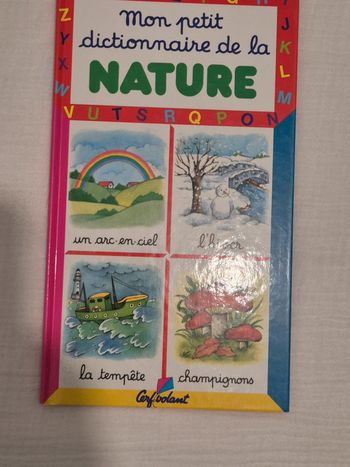 Mon petit
dictionnaire de la
NATURE
Z
Y
X
W
V U T S R Q P O N
J
K
L
M
un arc-en-ciel
l'hiver
la tempête
champignons
Cerf-volant